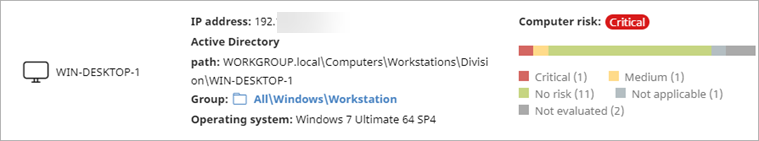 WIN-DESKTOP-1
IP address: 192.
Active Directory
path: WORKGROUP.local\Computers\Workstations\Divisi
on\WIN-DESKTOP-1
Group: All\Windows\Workstation
Operating system: Windows 7 Ultimate 64 SP4
Computer risk: Critical
Critical (1) Medium (1)
No risk (11) Not applicable (1)
Not evaluated (2)